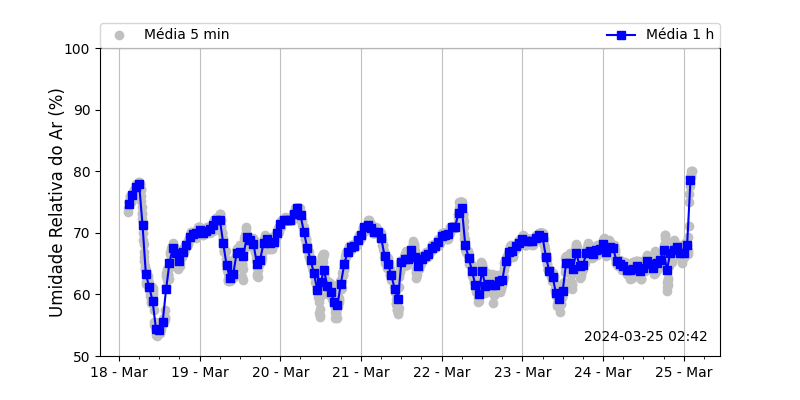 Média 5 min
Média 1 h
100
90
80
70
60
50
Umidade Relativa do Ar (%)
2024-03-25 02:42
18 - Mar
19 - Mar
20 - Mar
21 - Mar
22 - Mar
23 - Mar
24 - Mar
25 - Mar